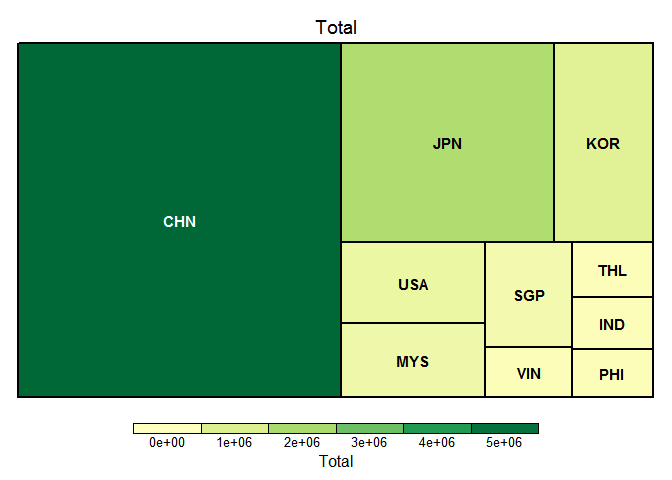 Total
CHN
JPN
KOR
USA
MYS
SGP
VIN
THL
IND
PHI
0e+00 1e+06 2e+06 3e+06 4e+06 5e+06
Total